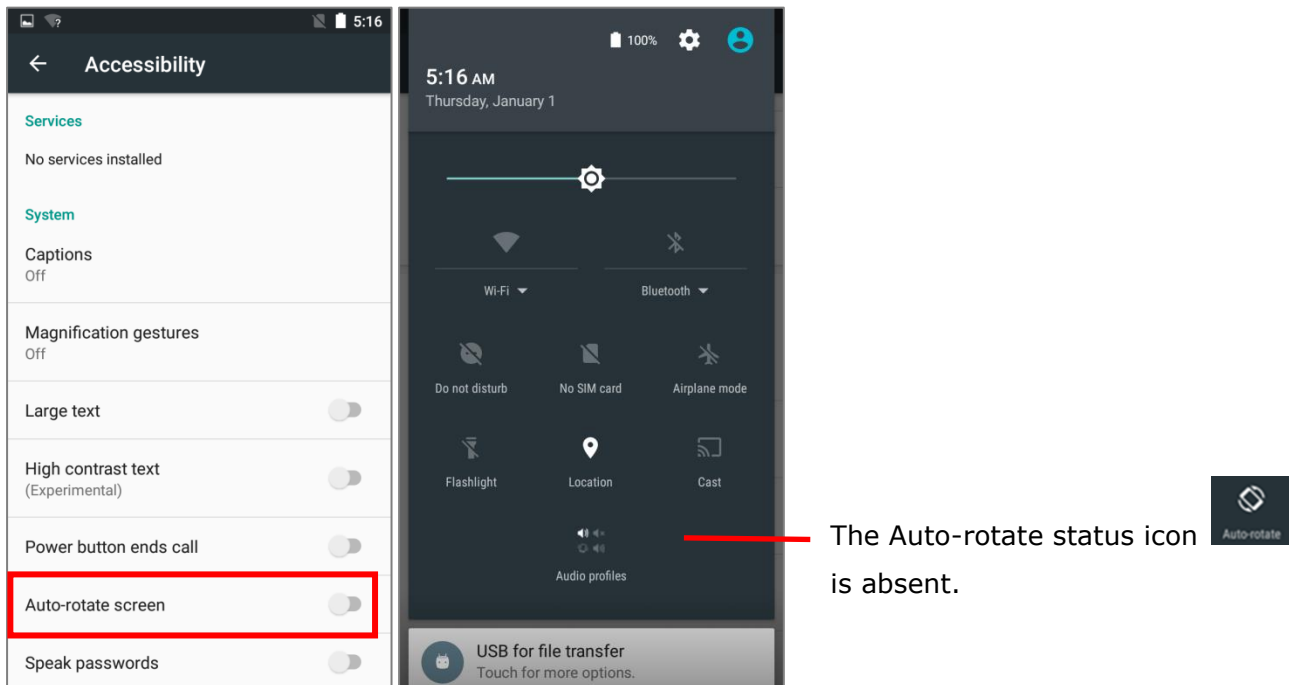 5:16
Accessibility
Services
No services installed
System
Captions
Off
Magnification gestures
Off
Large text
High contrast text
(Experimental)
Power button ends call
Auto-rotate screen
Speak passwords
100%
5:16 AM
Thursday, January 1
Wi-Fi
Bluetooth
Do not disturb
No SIM card
Airplane mode
Flashlight
Location
Cast
Audio profiles
USB for file transfer
Touch for more options.
The Auto-rotate status icon
Auto-rotate
is absent.